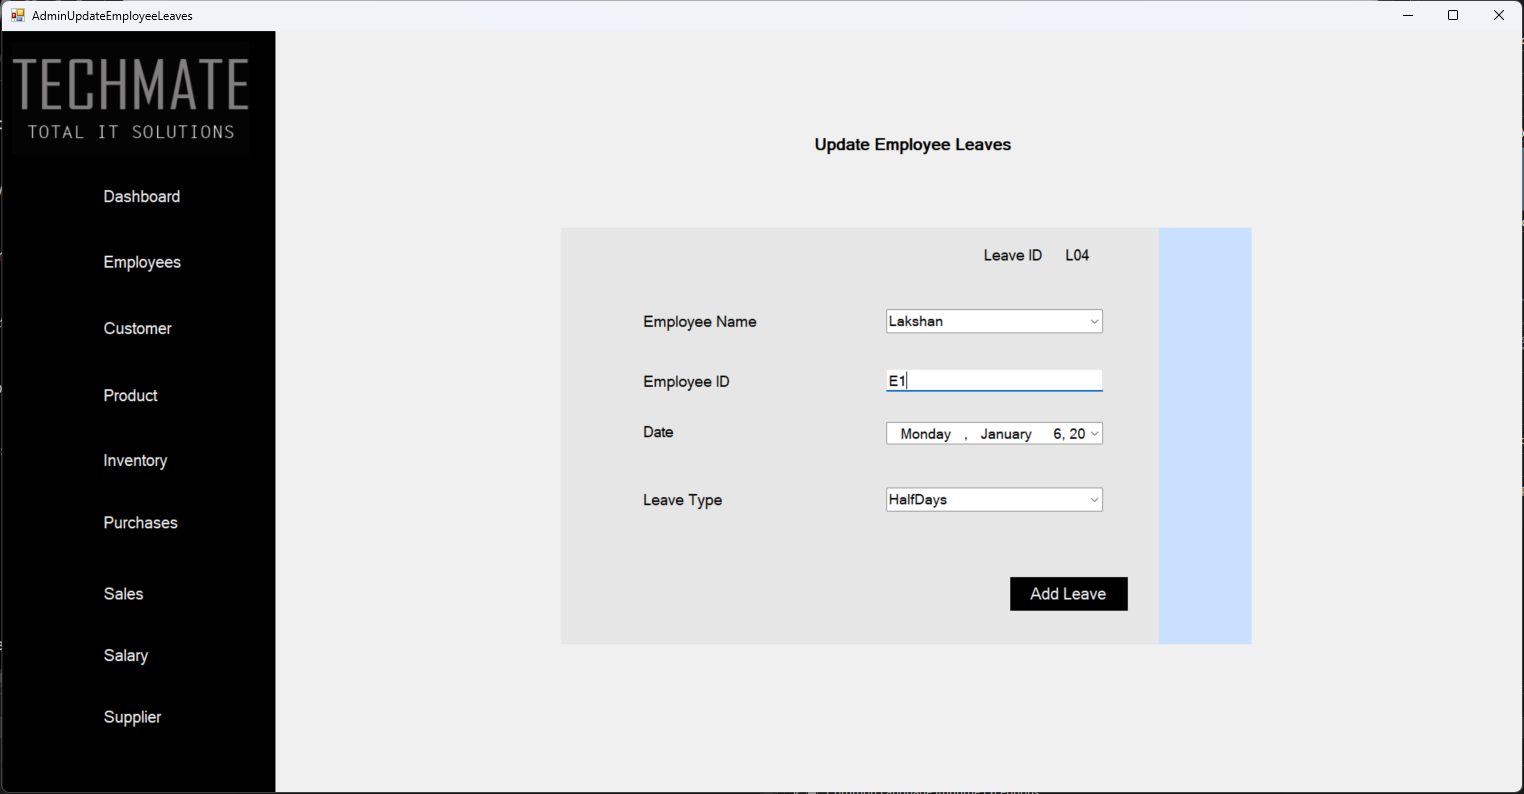 AdminUpdateEmployeeLeaves
TECHMATE
TOTAL IT SOLUTIONS
Dashboard
Employees
Customer
Product
Inventory
Purchases
Sales
Salary
Supplier
Update Employee Leaves
Leave ID L04
Employee Name Lakshan
Employee ID E1
Date Monday , January 6, 20
Leave Type HalfDays
Add Leave